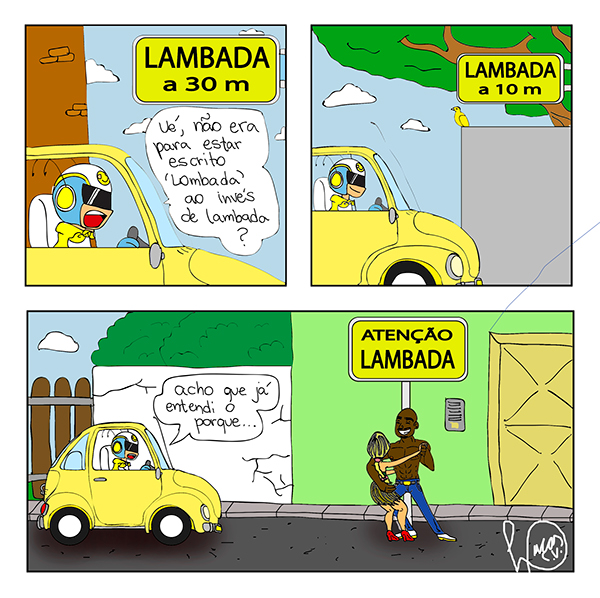 LAMBADA
a 30 m
Ué, não era
para estar
escrito
'Lombada'
ao invés
de lambada
?
LAMBADA
a 10 m
ATENÇÃO
LAMBADA
acho que já
entendi o
porque...